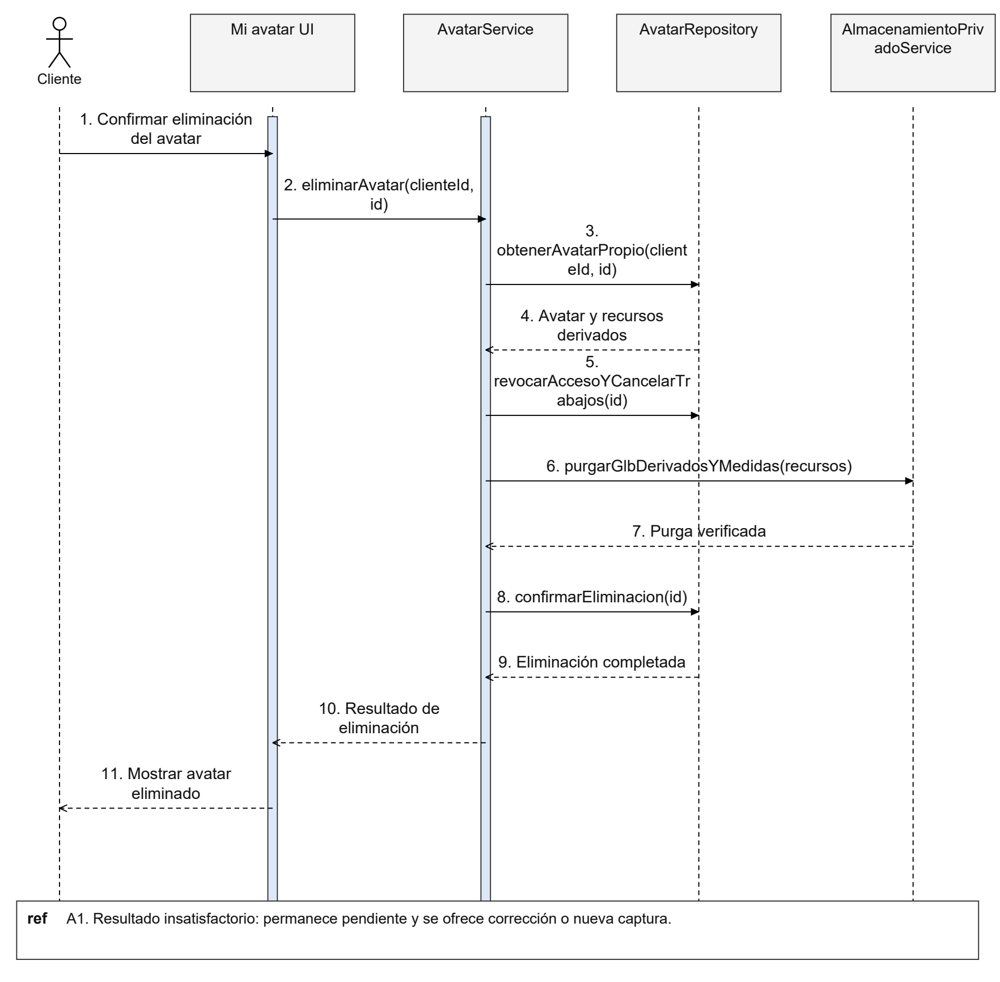 Cliente
Mi avatar UI
AvatarService
AvatarRepository
AlmacenamientoPriv
adoService
1. Confirmar eliminación
del avatar
2. eliminarAvatar(clienteId,
id)
3.
obtenerAvatarPropio(client
eId, id)
4. Avatar y recursos
derivados
5.
revocarAccesoYCancelarTr
abajos(id)
6. purgarGlbDerivadosYMedidas(recursos)
7. Purga verificada
8. confirmarEliminacion(id)
9. Eliminación completada
10. Resultado de
eliminación
11. Mostrar avatar
eliminado
ref A1. Resultado insatisfactorio: permanece pendiente y se ofrece corrección o nueva captura.